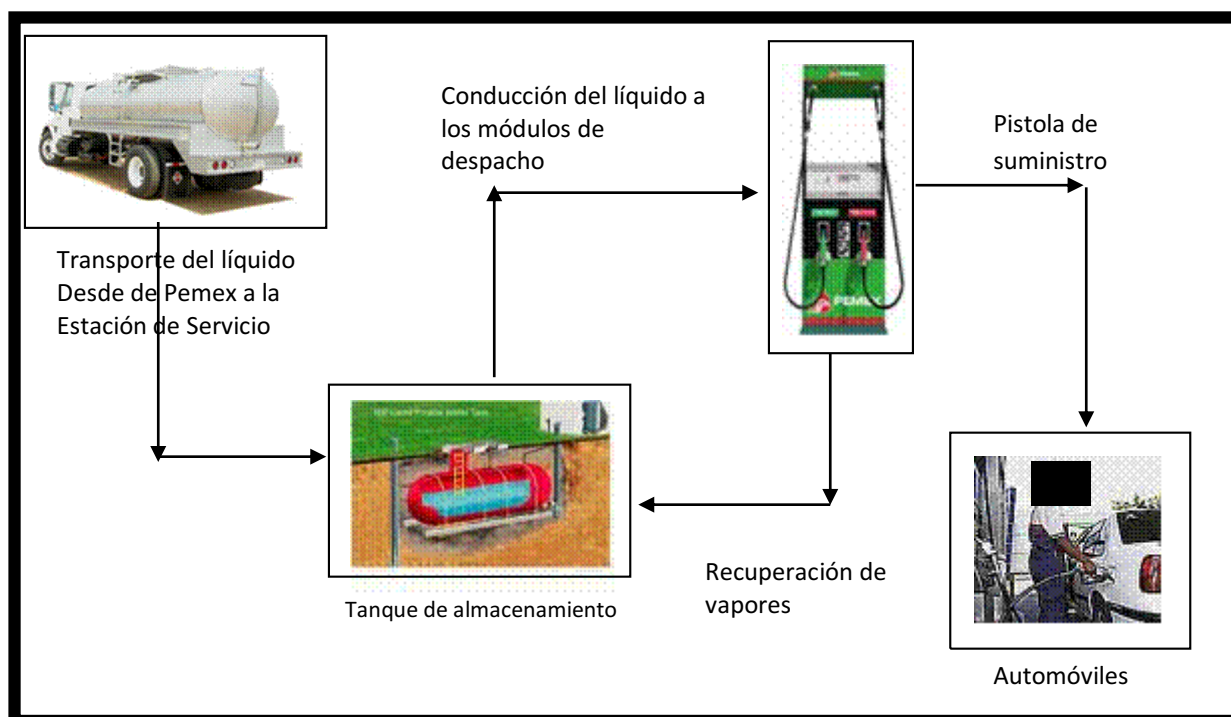 Transporte del líquido
Desde de Pemex a la
Estación de Servicio
Conducción del líquido a
los módulos de
despacho
PEMEX
Pistola de
suministro
Tanque de almacenamiento
Recuperación de
vapores
Automóviles